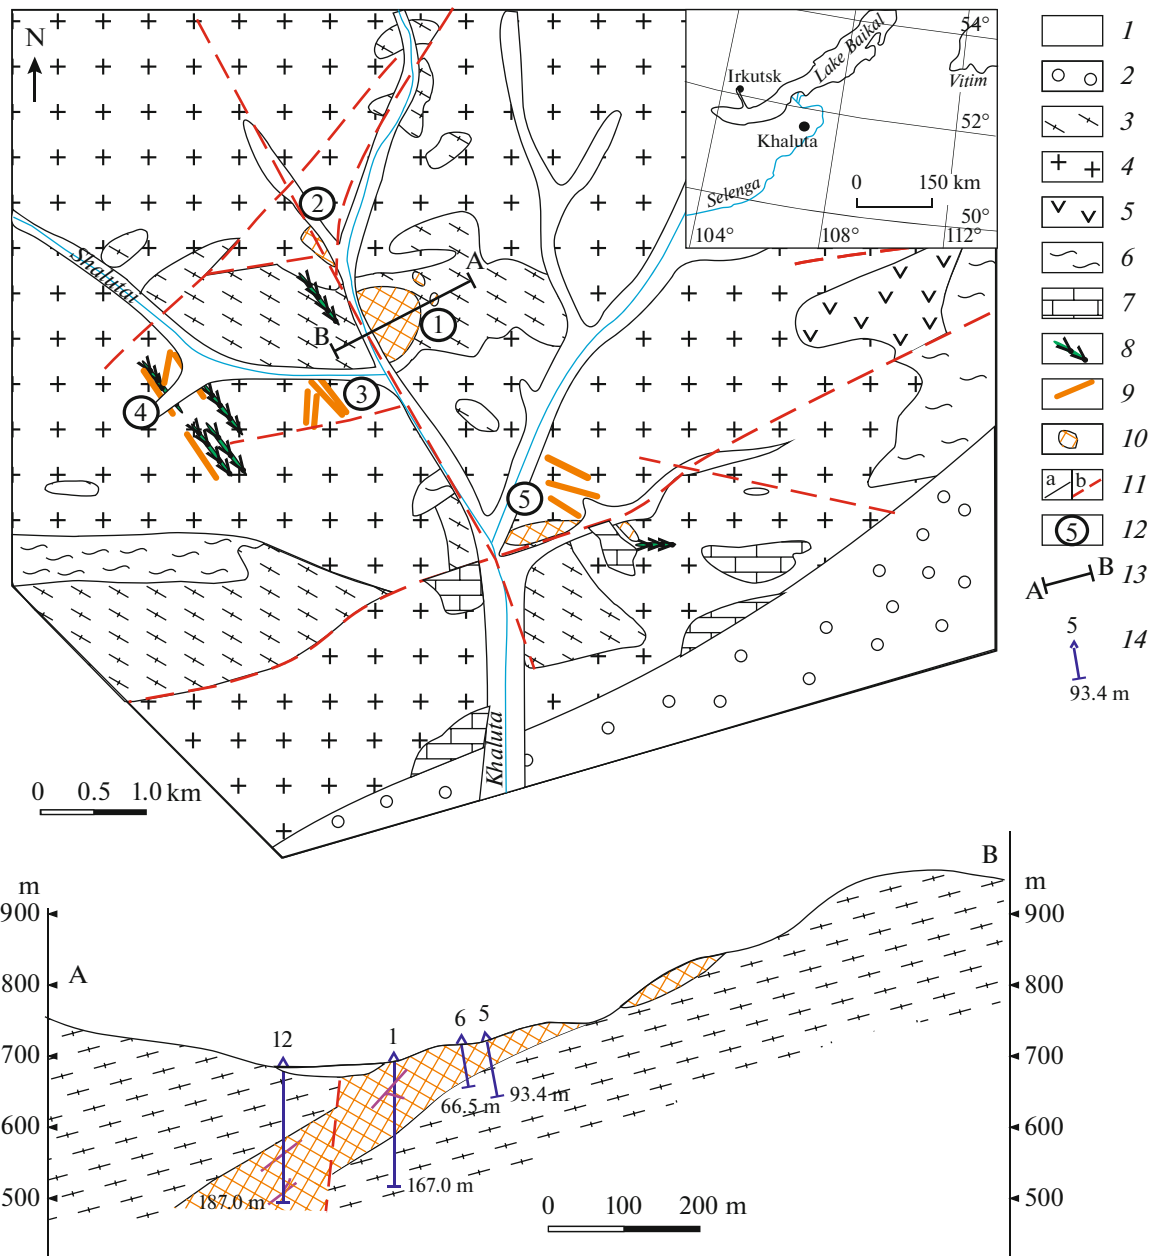 N
Irkutsk
Lake Baikal
54°
Vitim
52°
Khaluta
Selenga
0 150 km
50°
104° 108° 112°
2
Shalutai
A
0
1
B
3
4
5
Khaluta
0 0.5 1.0 km
1
2
3
4
5
6
7
8
9
10
a b 11
5 12
A B 13
5
14
93.4 m
m
900
800
700
600
500
A
B
m
900
800
700
600
500
12
1
6
5
66.5 m
93.4 m
167.0 m
187.0 m
0 100 200 m